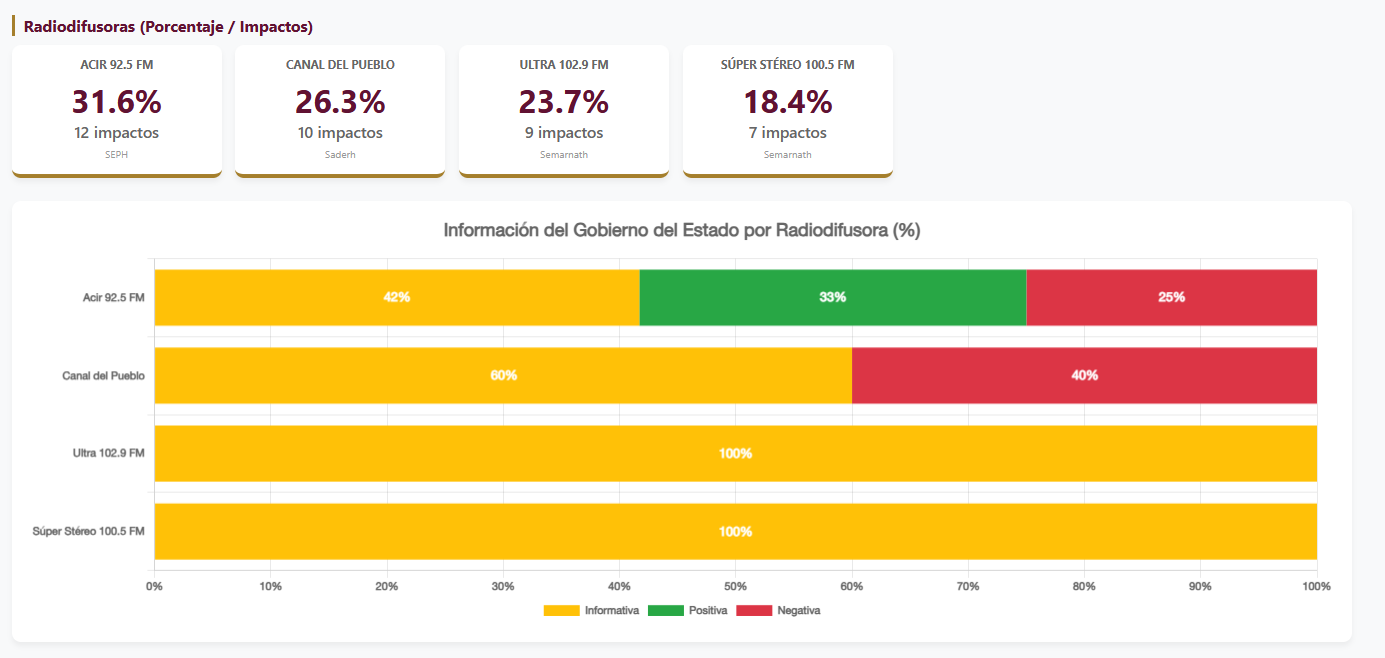 Radiodifusoras (Porcentaje / Impactos)
ACIR 92.5 FM
31.6%
12 impactos
SEPH
CANAL DEL PUEBLO
26.3%
10 impactos
Saderh
ULTRA 102.9 FM
23.7%
9 impactos
Semarnath
SÚPER STÉREO 100.5 FM
18.4%
7 impactos
Semarnath
Información del Gobierno del Estado por Radiodifusora (%)
Acir 92.5 FM 42% 33% 25%
Canal del Pueblo 60% 40%
Ultra 102.9 FM 100%
Súper Stéreo 100.5 FM 100%
0% 10% 20% 30% 40% 50% 60% 70% 80% 90% 100%
Informativa Positiva Negativa